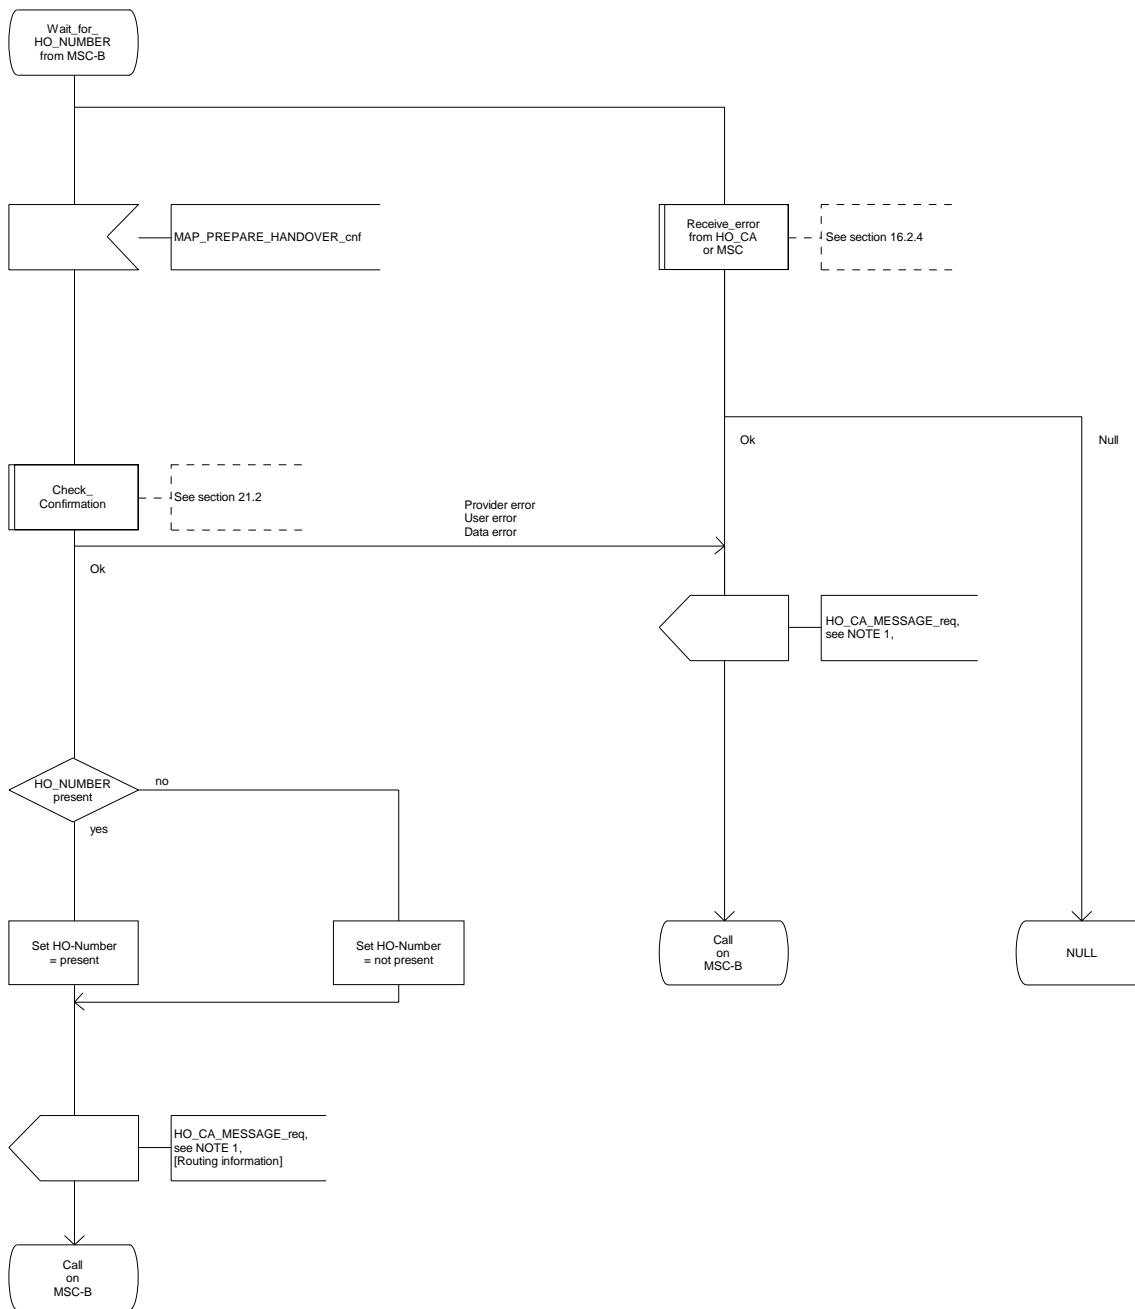 Wait_for_
HO_NUMBER
from MSC-B
MAP_PREPARE_HANDOVER_cnf
Receive_error
from HO_CA
or MSC
See section 16.2.4
Ok
Null
Check_
Confirmation
See section 21.2
Provider error
User error
Data error
Ok
HO_CA_MESSAGE_req,
see NOTE 1,
HO_NUMBER
present
no
yes
Set HO-Number
= present
Set HO-Number
= not present
Call
on
MSC-B
NULL
HO_CA_MESSAGE_req,
see NOTE 1,
[Routing information]
Call
on
MSC-B